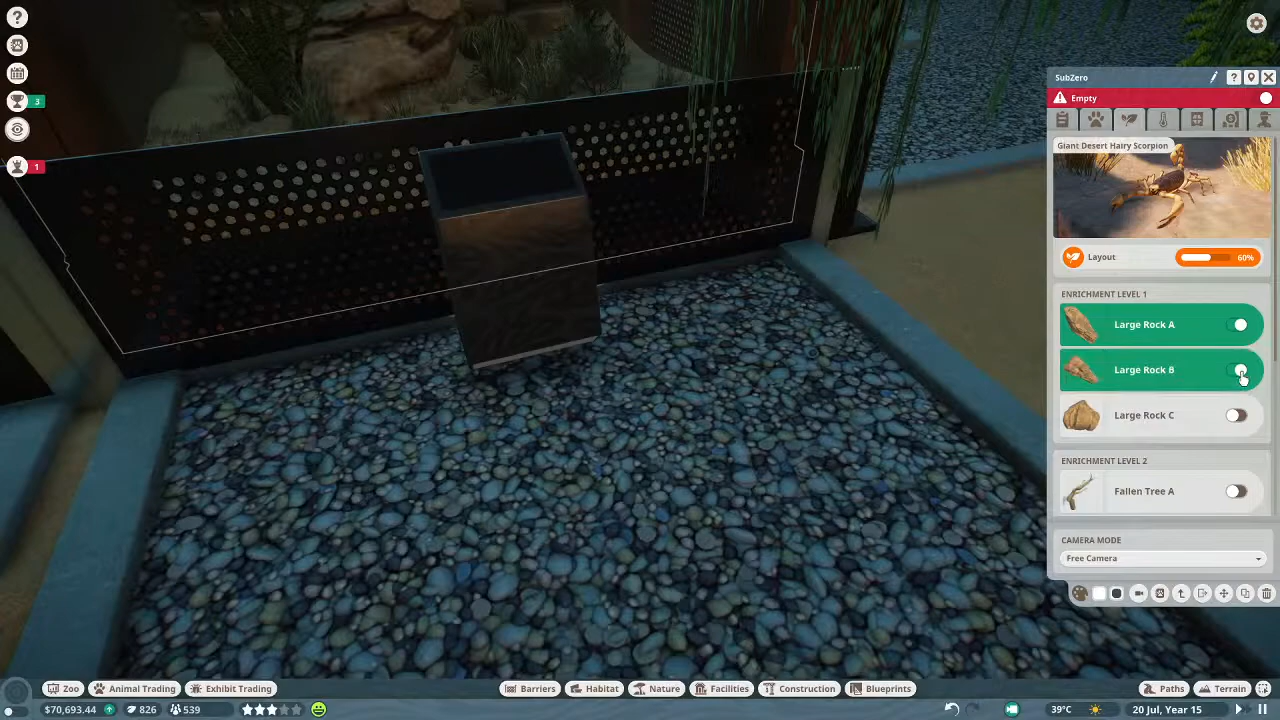 SubZero
Empty
3
1
Giant Desert Hairy Scorpion
Layout
60%
ENRICHMENT LEVEL 1
Large Rock A
Large Rock B
Large Rock C
ENRICHMENT LEVEL 2
Fallen Tree A
CAMERA MODE
Free Camera
Zoo
Animal Trading
Exhibit Trading
Barriers
Habitat
Nature
Facilities
Construction
Blueprints
Paths
Terrain
$70,693.44
826
539
39°C
20 Jul, Year 15